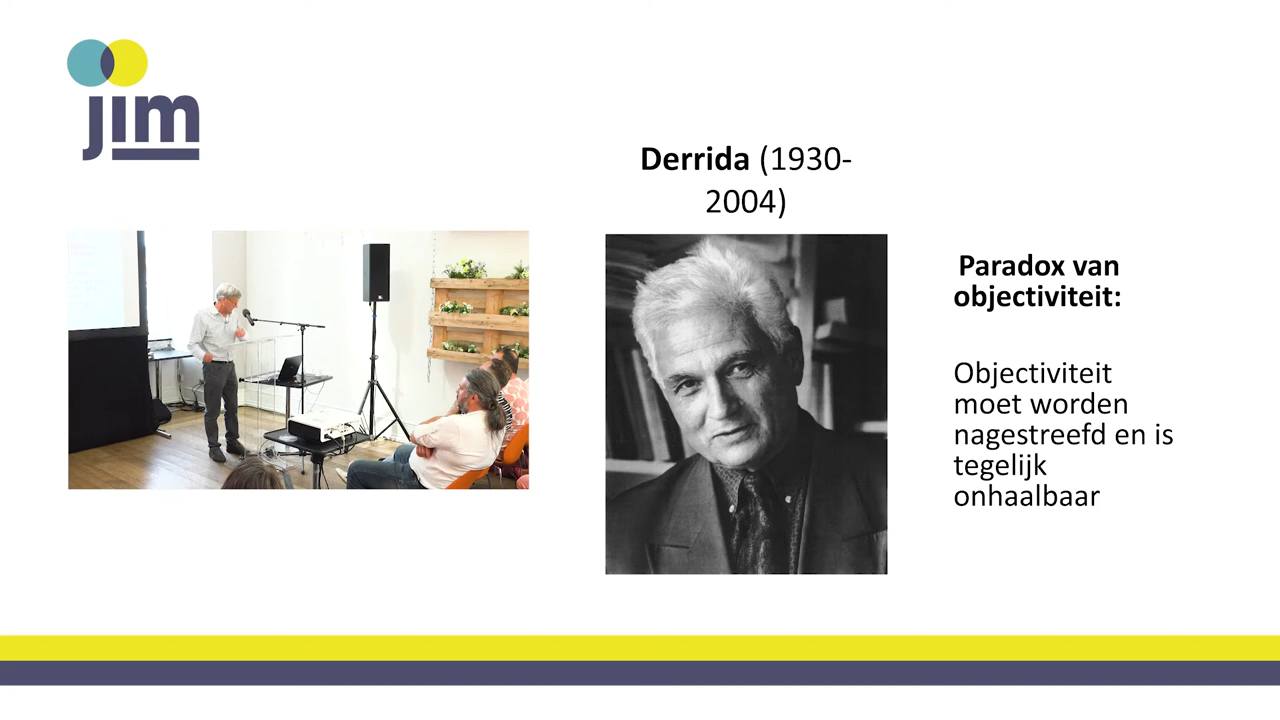 jim
Derrida (1930-
2004)
Paradox van
objectiviteit:
Objectiviteit
moet worden
nagestreefd en is
tegelijk
onhaalbaar